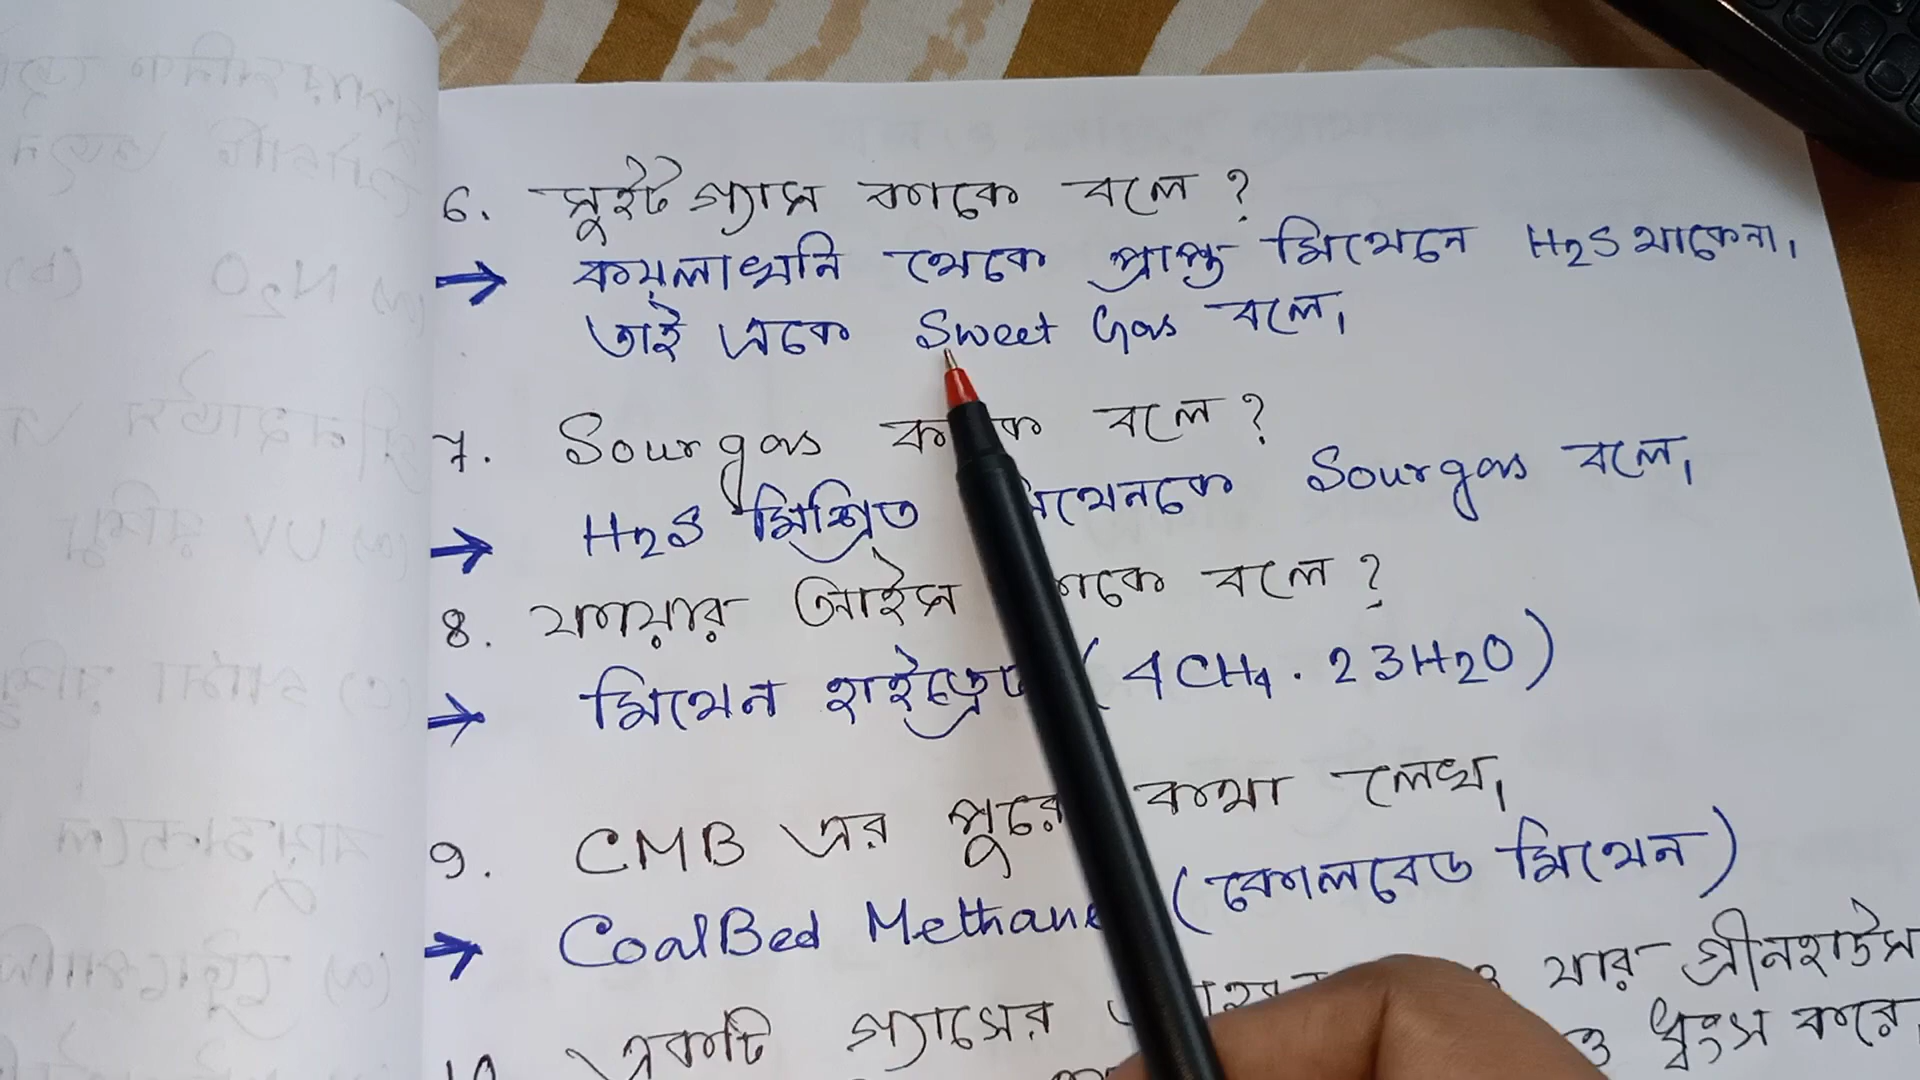 6. সুইট গ্যাস কাকে বলে ?
→ কয়লাখনি থেকে প্রাপ্ত মিথেনে H2S থাকেনা।
তাই একে Sweet Gas বলে।
7. Sour gas বলে ?
→ H2S মিশ্রিত মিথেনকে Sour gas বলে।
8. ফায়ার আইস কাকে বলে ?
→ মিথেন হাইড্রেট ( 4CH4 . 23H2O )
9. CMB এর পুরো কথা লেখ।
→ CoalBed Methane ( কোলবেড মিথেন )
10 একটি গ্যাসের যার গ্রীনহাউস
ও ধ্বংস করে।